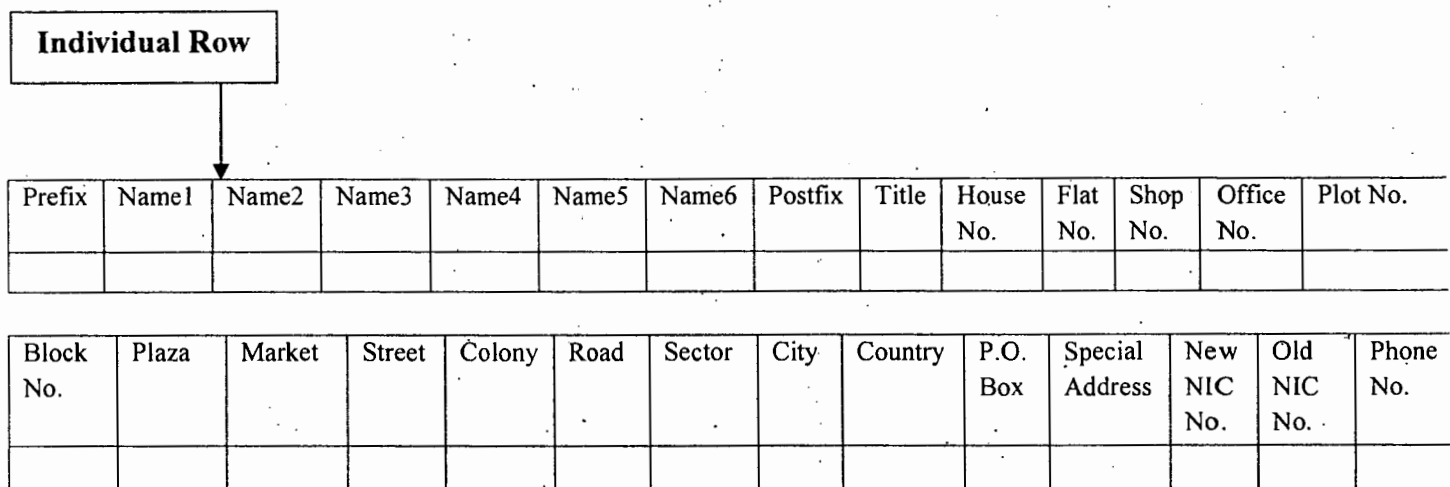 Individual Row
Prefix Name1 Name2 Name3 Name4 Name5 Name6 Postfix Title House Flat Shop Office Plot No.
No. No. No. No.
Block Plaza Market Street Colony Road Sector City Country P.O. Special New Old Phone
No. Box Address NIC NIC No.
No. No.